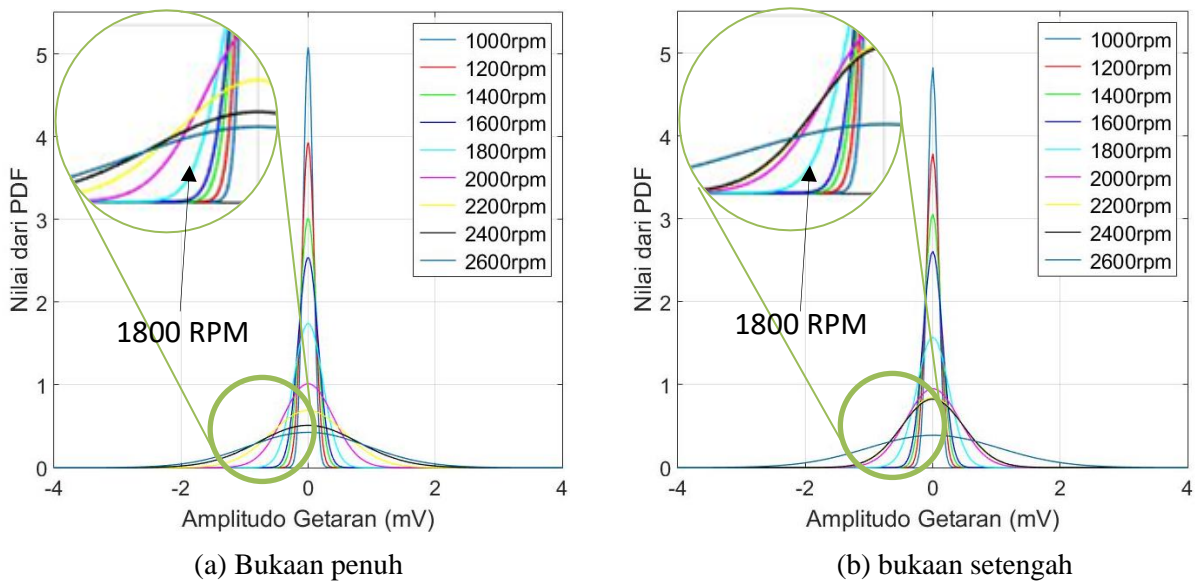 Nilai dari PDF
5
4
3
2
1
0
-4
-2
0
2
4
Amplitudo Getaran (mV)
1000rpm
1200rpm
1400rpm
1600rpm
1800rpm
2000rpm
2200rpm
2400rpm
2600rpm
1800 RPM
(a) Bukaan penuh
Nilai dari PDF
5
4
3
2
1
0
-4
-2
0
2
4
Amplitudo Getaran (mV)
1000rpm
1200rpm
1400rpm
1600rpm
1800rpm
2000rpm
2200rpm
2400rpm
2600rpm
1800 RPM
(b) bukaan setengah